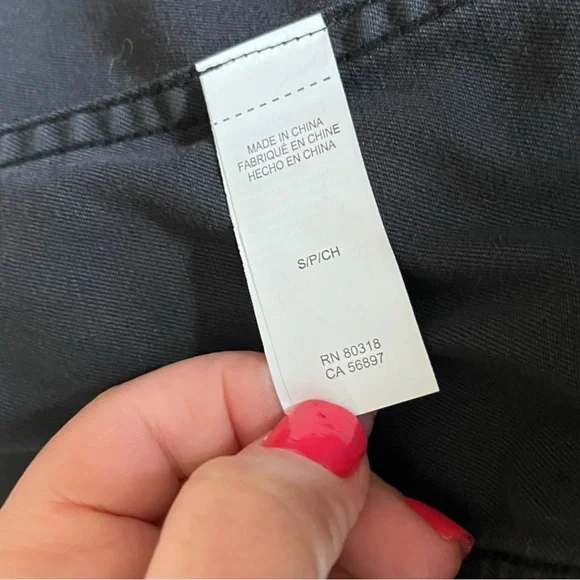 MADE IN CHINA
FABRIQUÉ EN CHINE
HECHO EN CHINA
S/P/CH
RN 80318
CA 56897